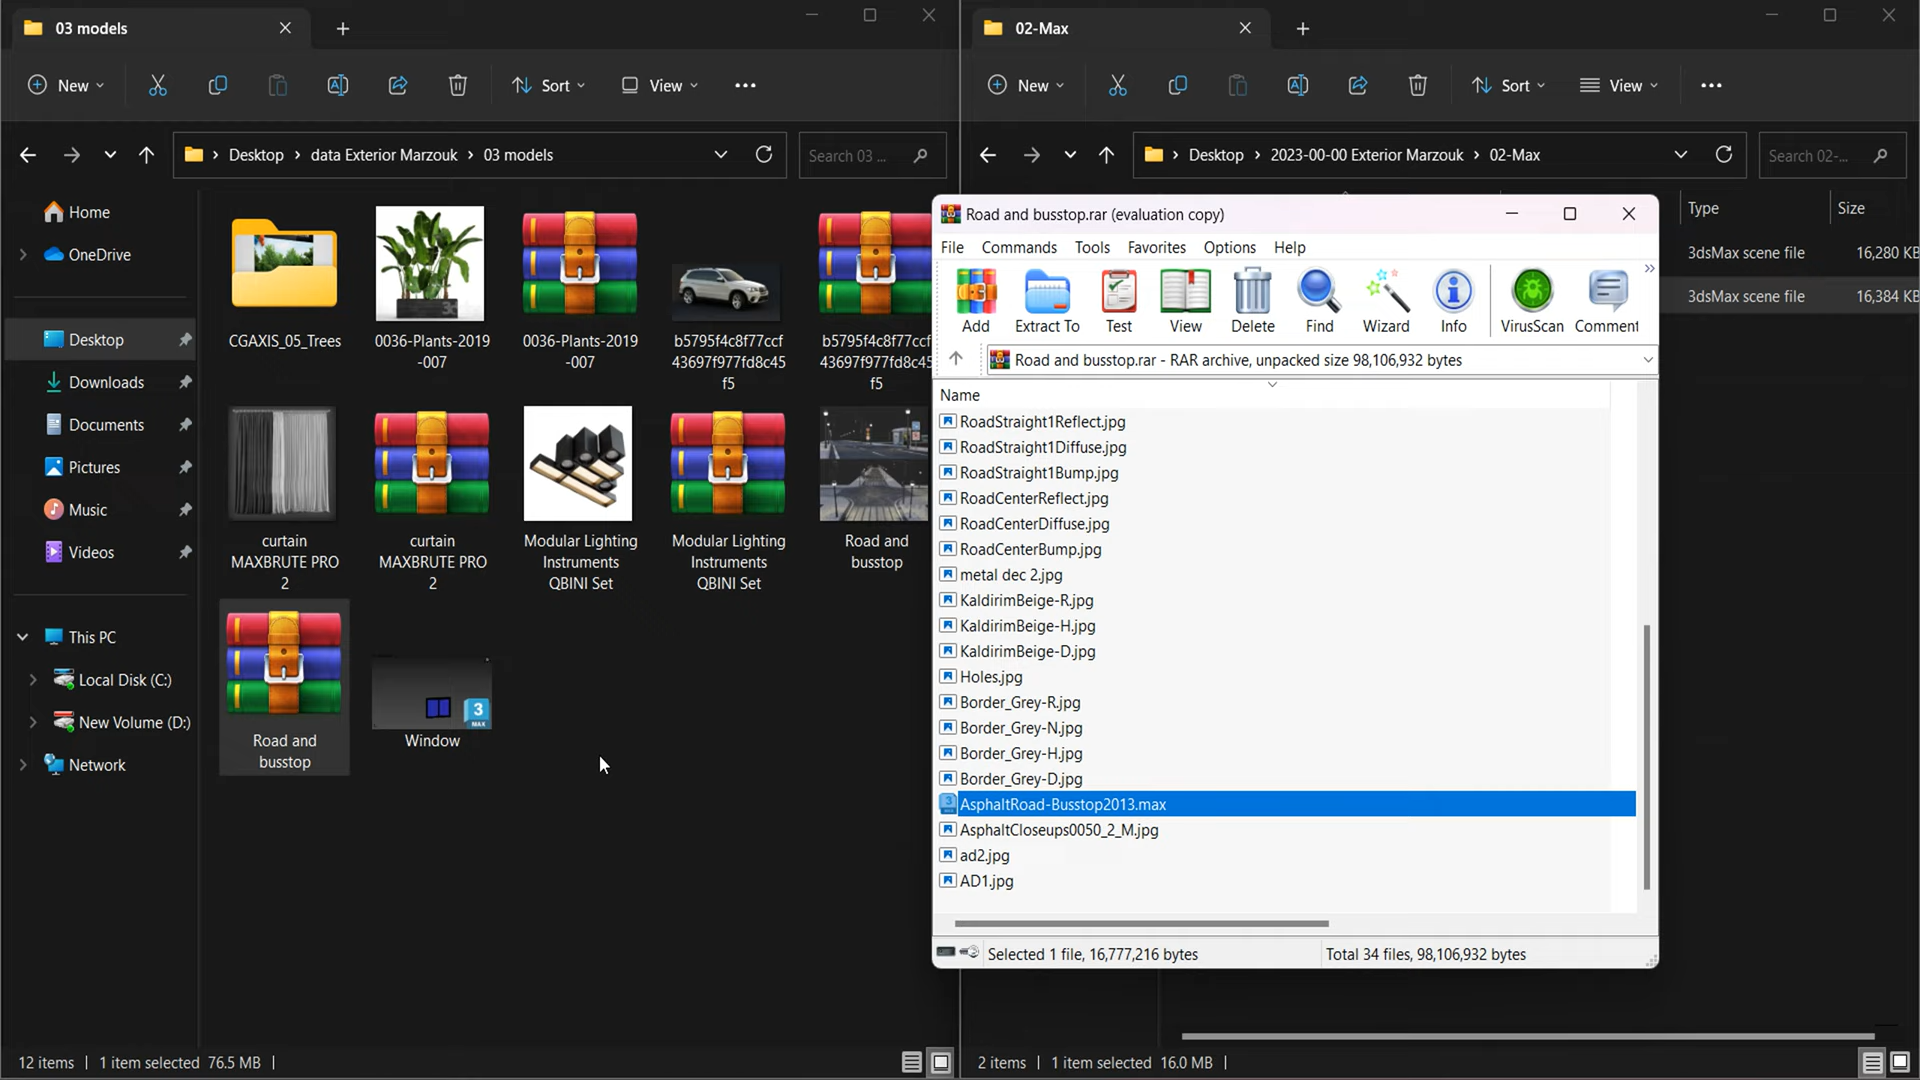 03 models
New
Sort
View
Desktop
data Exterior Marzouk
03 models
Search 03 ...
Home
OneDrive
Desktop
Downloads
Documents
Pictures
Music
Videos
This PC
Local Disk (C:)
New Volume (D:)
Network
CGAXIS_05_Trees
0036-Plants-2019
-007
0036-Plants-2019
-007
b5795f4c8f77ccf
43697f977fd8c45
f5
b5795f4c8f77ccf
43697f977fd8c45
f5
curtain
MAXBRUTE PRO
2
curtain
MAXBRUTE PRO
2
Modular Lighting
Instruments
QBINI Set
Modular Lighting
Instruments
QBINI Set
Road and
busstop
Road and
busstop
3
MAX
Window
12 items
1 item selected 76.5 MB
02-Max
New
Sort
View
Desktop
2023-00-00 Exterior Marzouk
02-Max
Search 02-...
Type
Size
3dsMax scene file
16,280 KB
3dsMax scene file
16,384 KB
2 items
1 item selected 16.0 MB
Road and busstop.rar (evaluation copy)
File
Commands
Tools
Favorites
Options
Help
Add
Extract To
Test
View
Delete
Find
Wizard
Info
VirusScan
Comment
Road and busstop.rar - RAR archive, unpacked size 98,106,932 bytes
Name
RoadStraight1Reflect.jpg
RoadStraight1Diffuse.jpg
RoadStraight1Bump.jpg
RoadCenterReflect.jpg
RoadCenterDiffuse.jpg
RoadCenterBump.jpg
metal dec 2.jpg
KaldirimBeige-R.jpg
KaldirimBeige-H.jpg
KaldirimBeige-D.jpg
Holes.jpg
Border_Grey-R.jpg
Border_Grey-N.jpg
Border_Grey-H.jpg
Border_Grey-D.jpg
AsphaltRoad-Busstop2013.max
AsphaltCloseups0050_2_M.jpg
ad2.jpg
AD1.jpg
Selected 1 file, 16,777,216 bytes
Total 34 files, 98,106,932 bytes